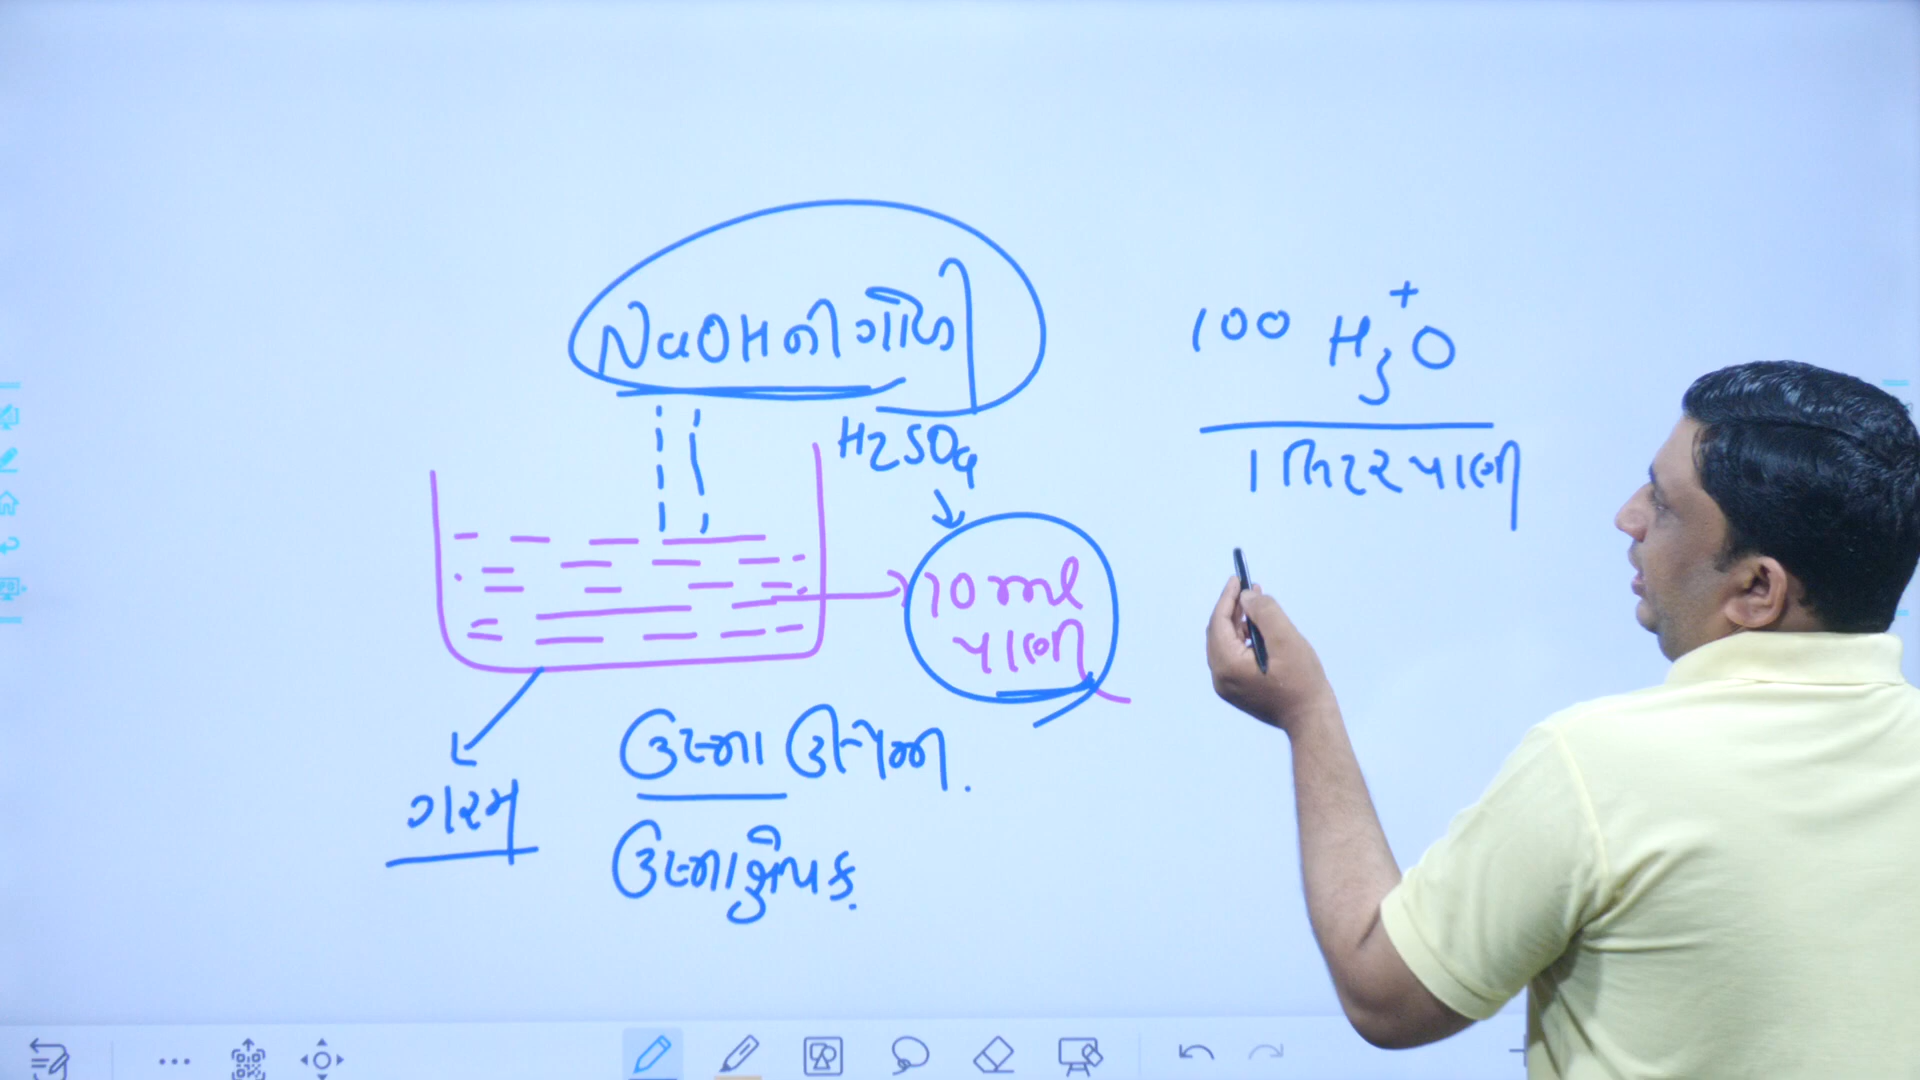 NaOH ની ગોળી
H2SO4
10 ml
પાણી
ગરમ
ઉષ્મા ઉત્પન્ન.
ઉષ્માક્ષેપક.
100 H3+O
1 લિટર પાણી